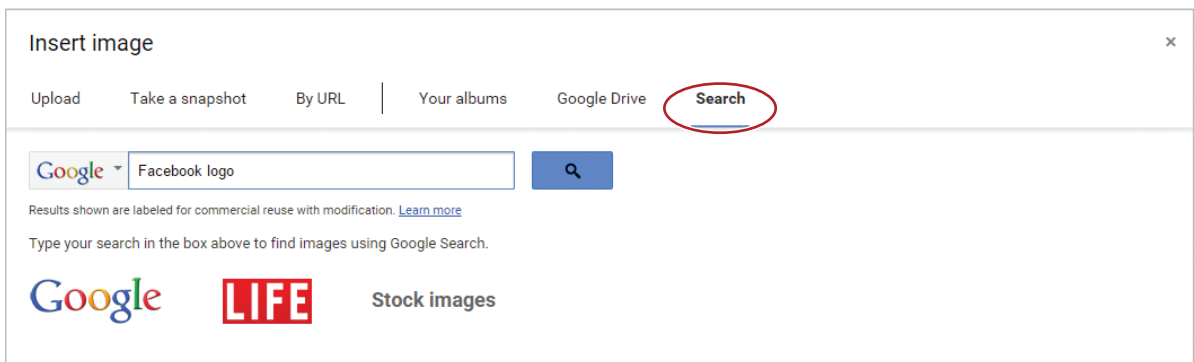 Insert image ×
Upload Take a snapshot By URL Your albums Google Drive Search
Google Facebook logo
Results shown are labeled for commercial reuse with modification. Learn more
Type your search in the box above to find images using Google Search.
Google LIFE Stock images